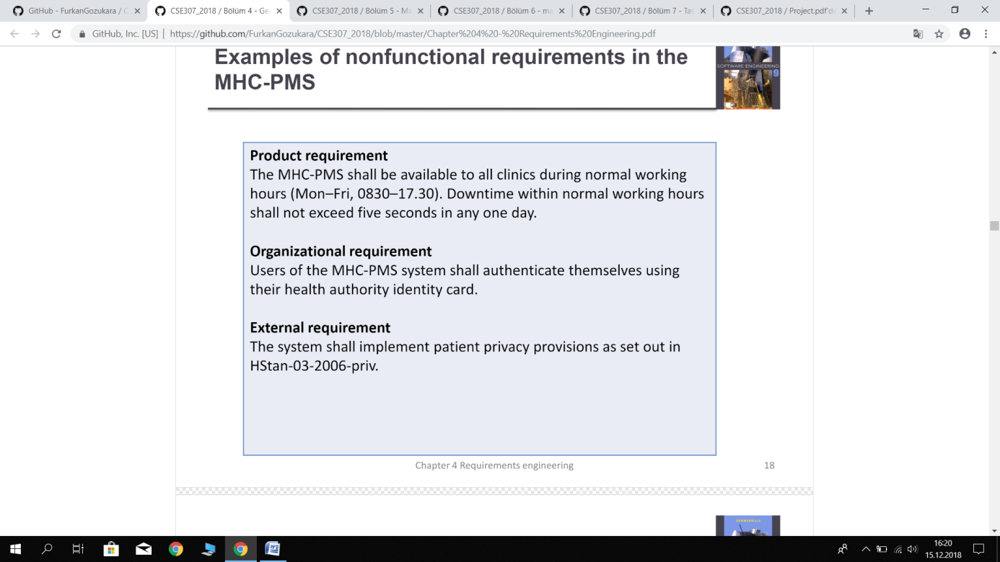 GitHub - FurkanGozukara / C
CSE307_2018 / Bölüm 4 - Ge
CSE307_2018 / Bölüm 5 - Ma
CSE307_2018 / Bölüm 6 - ma
CSE307_2018 / Bölüm 7 - Tas
CSE307_2018 / Project.pdf'de
GitHub, Inc. [US] | https://github.com/FurkanGozukara/CSE307_2018/blob/master/Chapter%204%20-%20Requirements%20Engineering.pdf
Examples of nonfunctional requirements in the
MHC-PMS
SOFTWARE ENGINEERING
9
Product requirement
The MHC-PMS shall be available to all clinics during normal working
hours (Mon–Fri, 0830–17.30). Downtime within normal working hours
shall not exceed five seconds in any one day.
Organizational requirement
Users of the MHC-PMS system shall authenticate themselves using
their health authority identity card.
External requirement
The system shall implement patient privacy provisions as set out in
HStan-03-2006-priv.
Chapter 4 Requirements engineering
18
SOMMERVILLE
16:20
15.12.2018